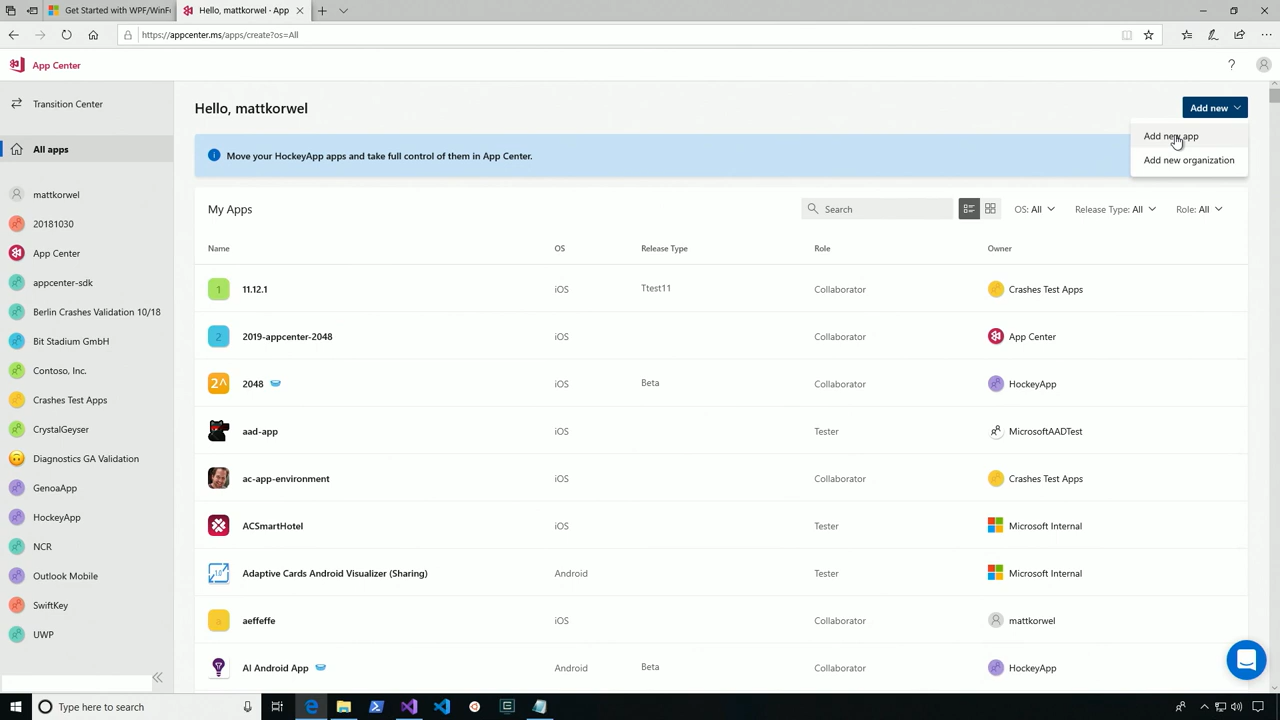 Get Started with WPF/WinF
Hello, mattkorwel - App C
https://appcenter.ms/apps/create?os=All
App Center
?
Transition Center
Hello, mattkorwel
Add new
Add new app
Add new organization
All apps
Move your HockeyApp apps and take full control of them in App Center.
mattkorwel
20181030
App Center
appcenter-sdk
Berlin Crashes Validation 10/18
Bit Stadium GmbH
Contoso, Inc.
Crashes Test Apps
CrystalGeyser
Diagnostics GA Validation
GenoaApp
HockeyApp
NCR
Outlook Mobile
SwiftKey
UWP
My Apps
Search
OS: All
Release Type: All
Role: All
Name OS Release Type Role Owner
1 11.12.1 iOS Ttest11 Collaborator Crashes Test Apps
2 2019-appcenter-2048 iOS Collaborator App Center
2^ 2048 iOS Beta Collaborator HockeyApp
aad-app iOS Tester MicrosoftAADTest
ac-app-environment iOS Collaborator Crashes Test Apps
ACSmartHotel iOS Tester Microsoft Internal
Adaptive Cards Android Visualizer (Sharing) Android Tester Microsoft Internal
a aeffeffe iOS Collaborator mattkorwel
AI Android App Android Beta Collaborator HockeyApp
Type here to search